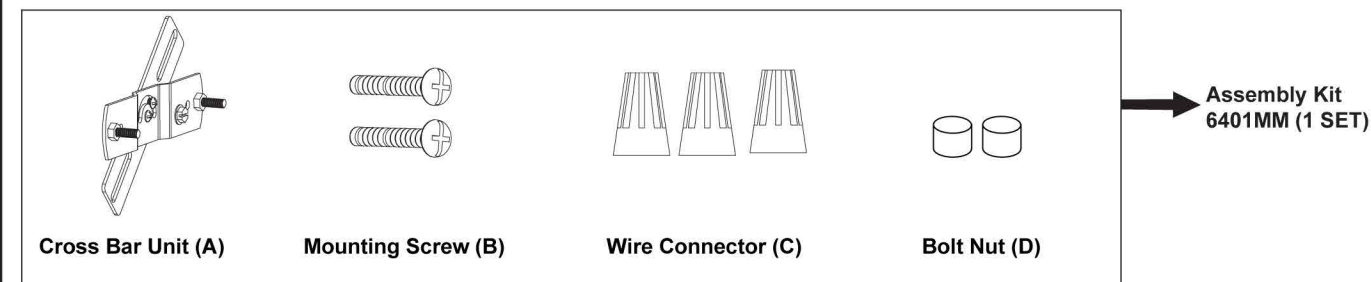 Assembly Kit
6401MM (1 SET)
Cross Bar Unit (A)
Mounting Screw (B)
Wire Connector (C)
Bolt Nut (D)